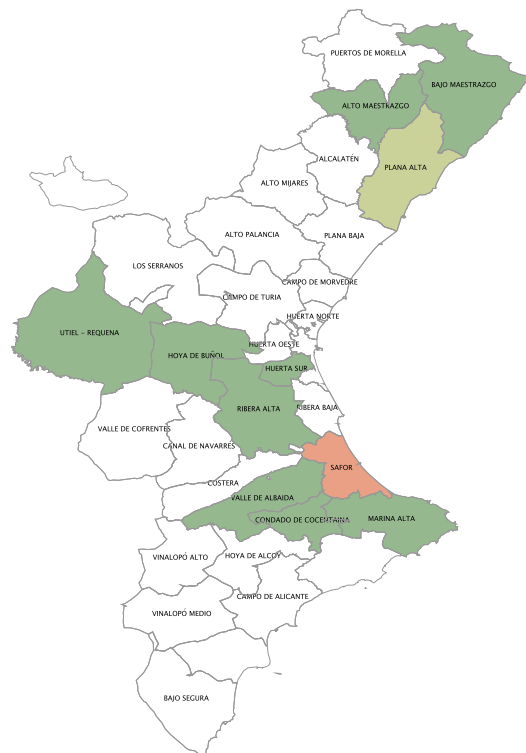 PUERTOS DE MORELLA
BAJO MAESTRAZGO
ALTO MAESTRAZGO
ALCALATÉN
PLANA ALTA
ALTO MIJARES
ALTO PALANCIA
PLANA BAJA
LOS SERRANOS
CAMPO DE MORVEDRE
CAMPO DE TURIA
HUERTA NORTE
UTIEL - REQUENA
HUERTA OESTE
HOYA DE BUÑOL
HUERTA SUR
RIBERA ALTA
RIBERA BAJA
VALLE DE COFRENTES
CANAL DE NAVARRES
SAFOR
COSTERA
VALLE DE ALBAIDA
CONDADO DE COCENTAINA
MARINA ALTA
VINALOPÓ ALTO
HOYA DE ALCOY
CAMPO DE ALICANTE
VINALOPÓ MEDIO
BAJO SEGURA